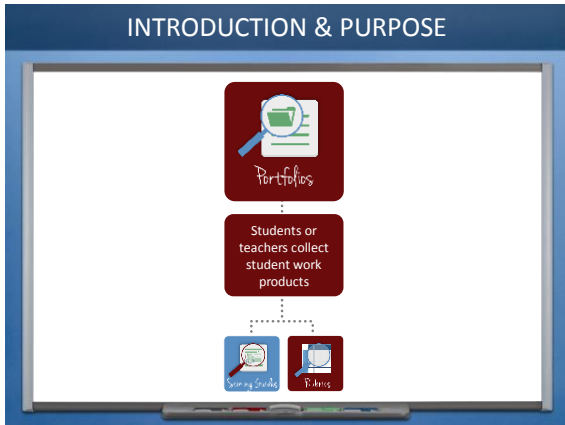 INTRODUCTION & PURPOSE
Portfolios
Students or
teachers collect
student work
products
Scoring Guides
Rubrics